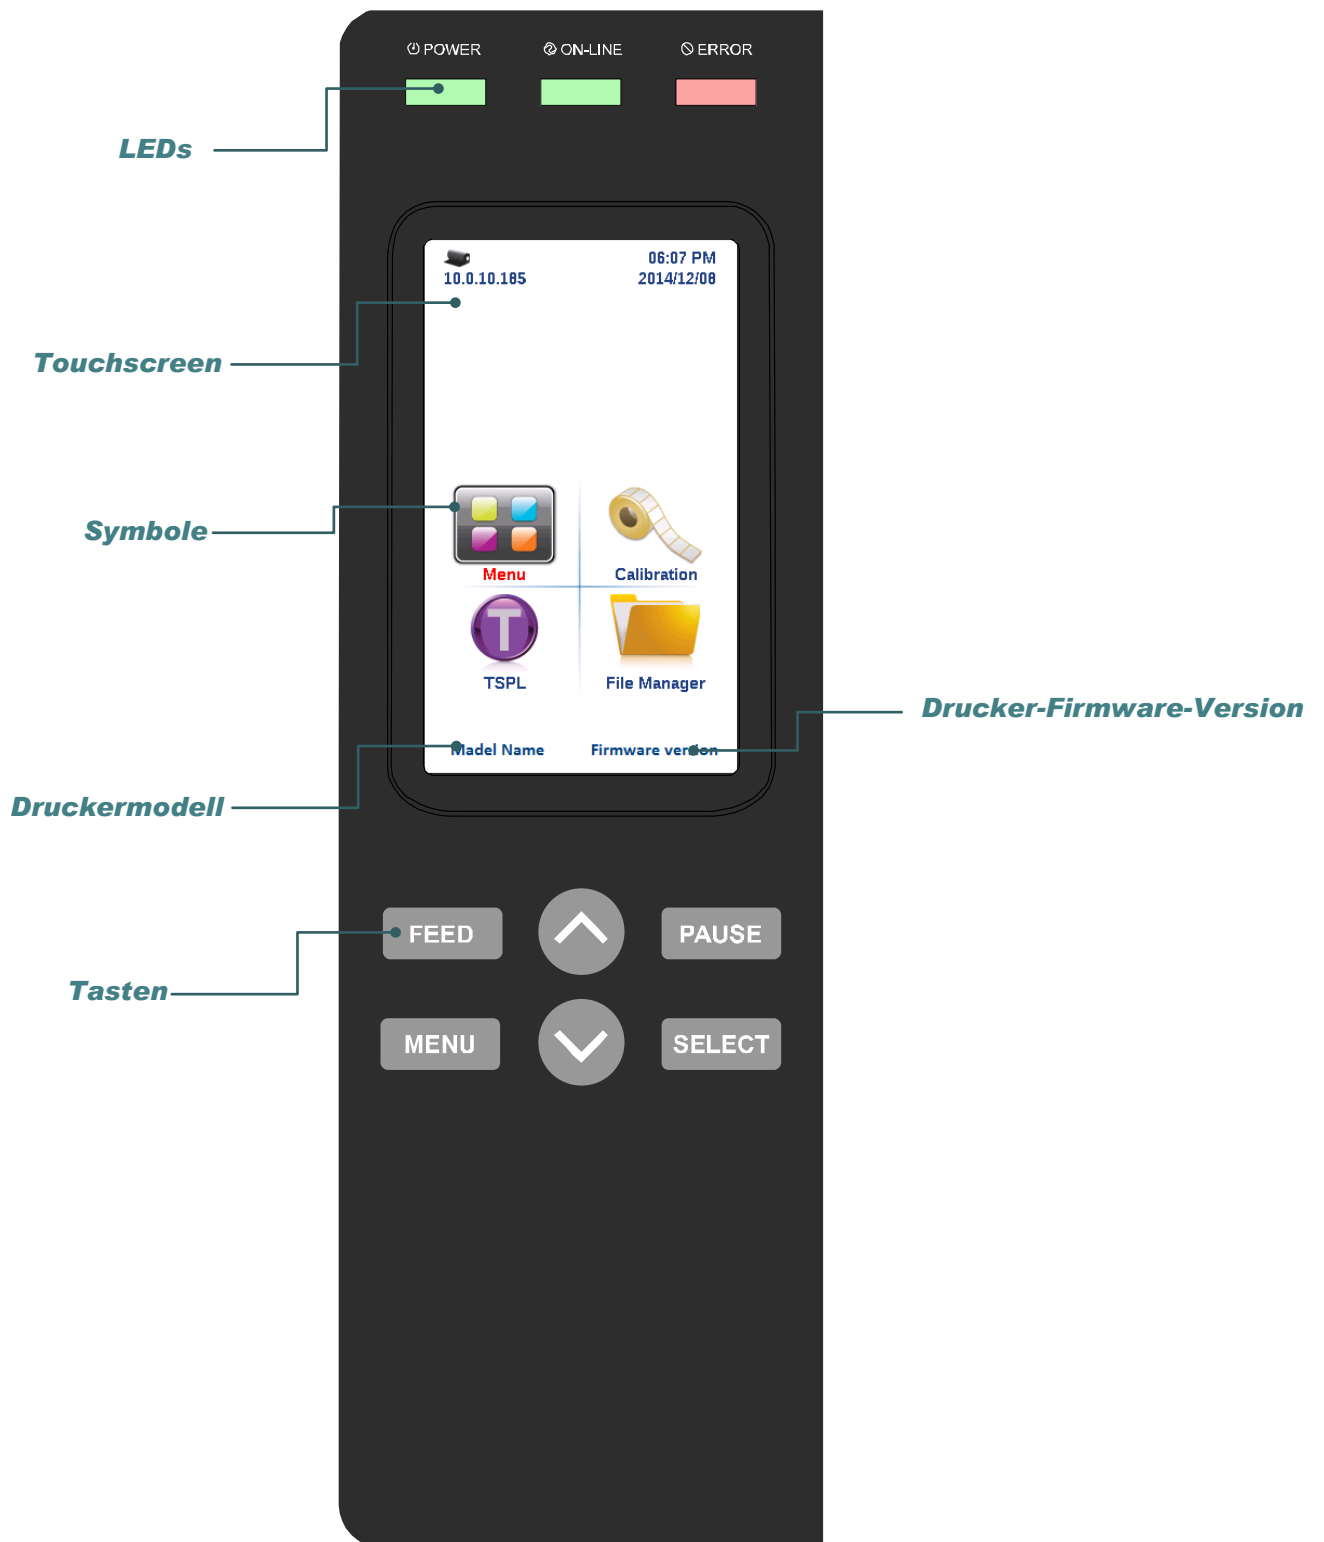 POWER
ON-LINE
ERROR
LEDs
06:07 PM
10.0.10.185
2014/12/08
Touchscreen
Symbole
Menu
Calibration
T
TSPL
File Manager
Drucker-Firmware-Version
Madel Name
Firmware version
Druckermodell
FEED
PAUSE
Tasten
MENU
SELECT